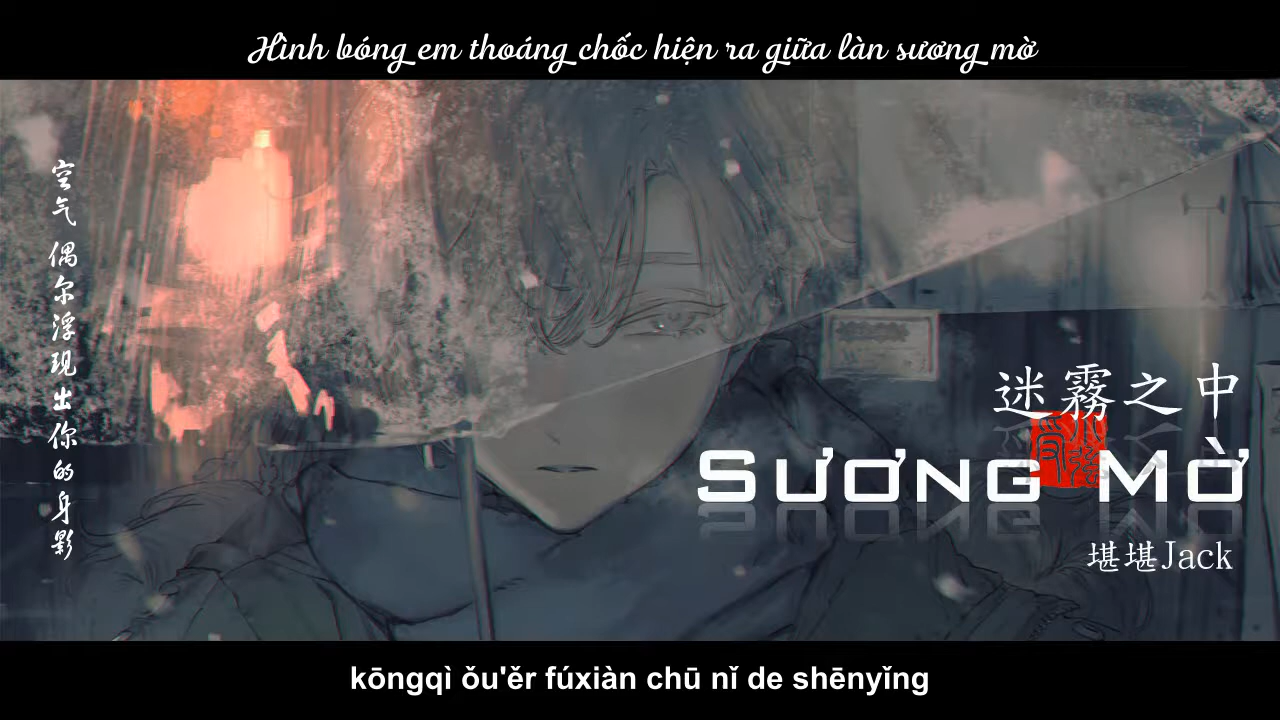 Hình bóng em thoáng chốc hiện ra giữa làn sương mờ
空气 偶尔浮现出你的身影
迷霧之中
SƯƠNG MỜ
堪堪Jack
kōngqì ǒu'ěr fúxiàn chū nǐ de shēnyǐng